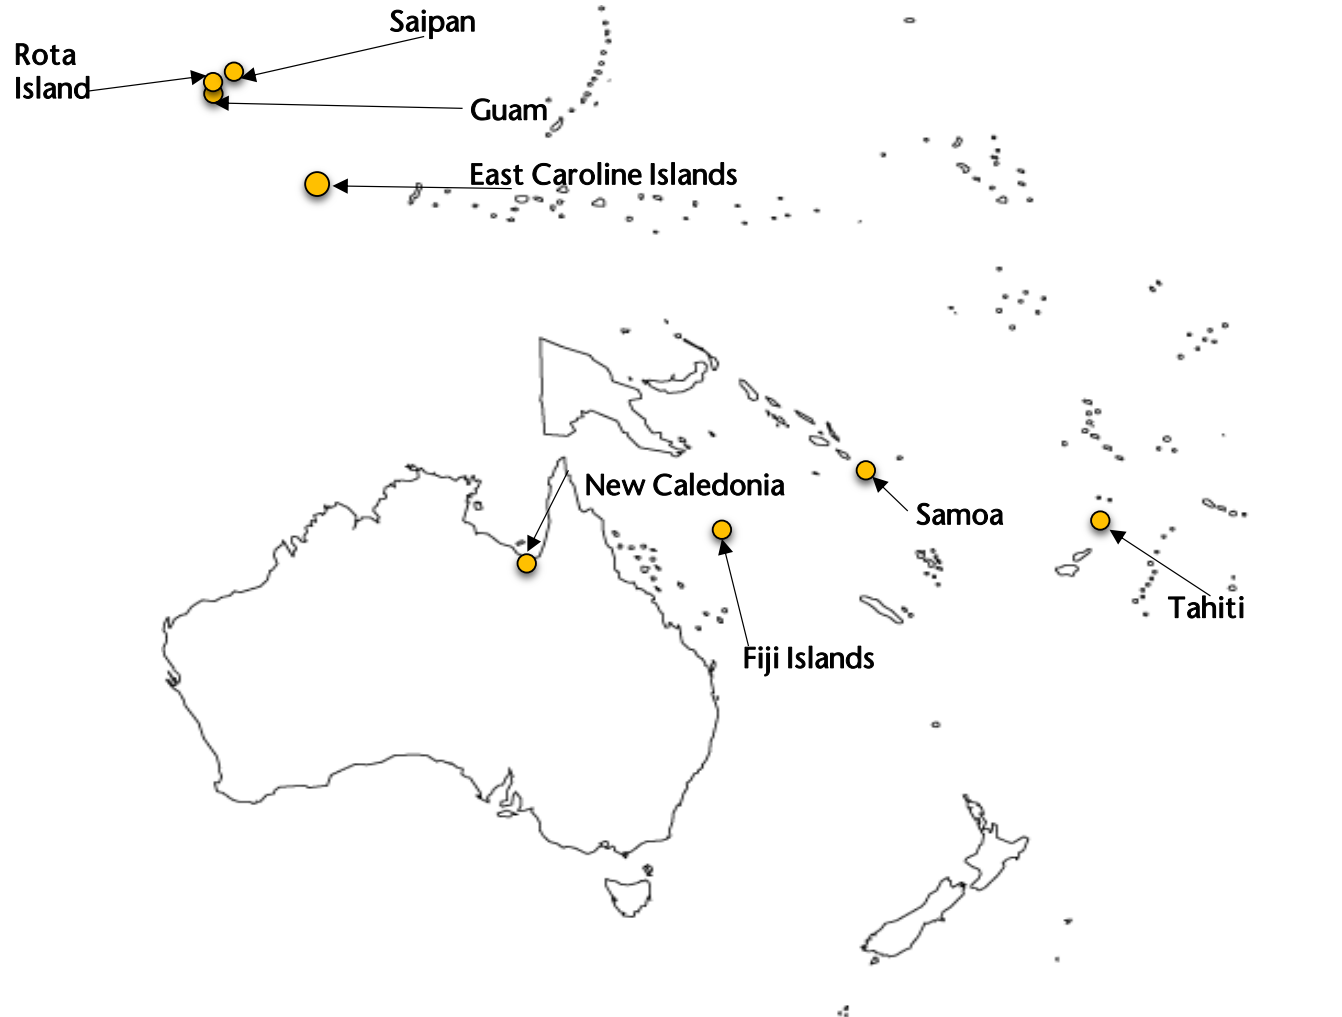 Saipan
Rota
Island
Guam
East Caroline Islands
New Caledonia
Samoa
Tahiti
Fiji Islands